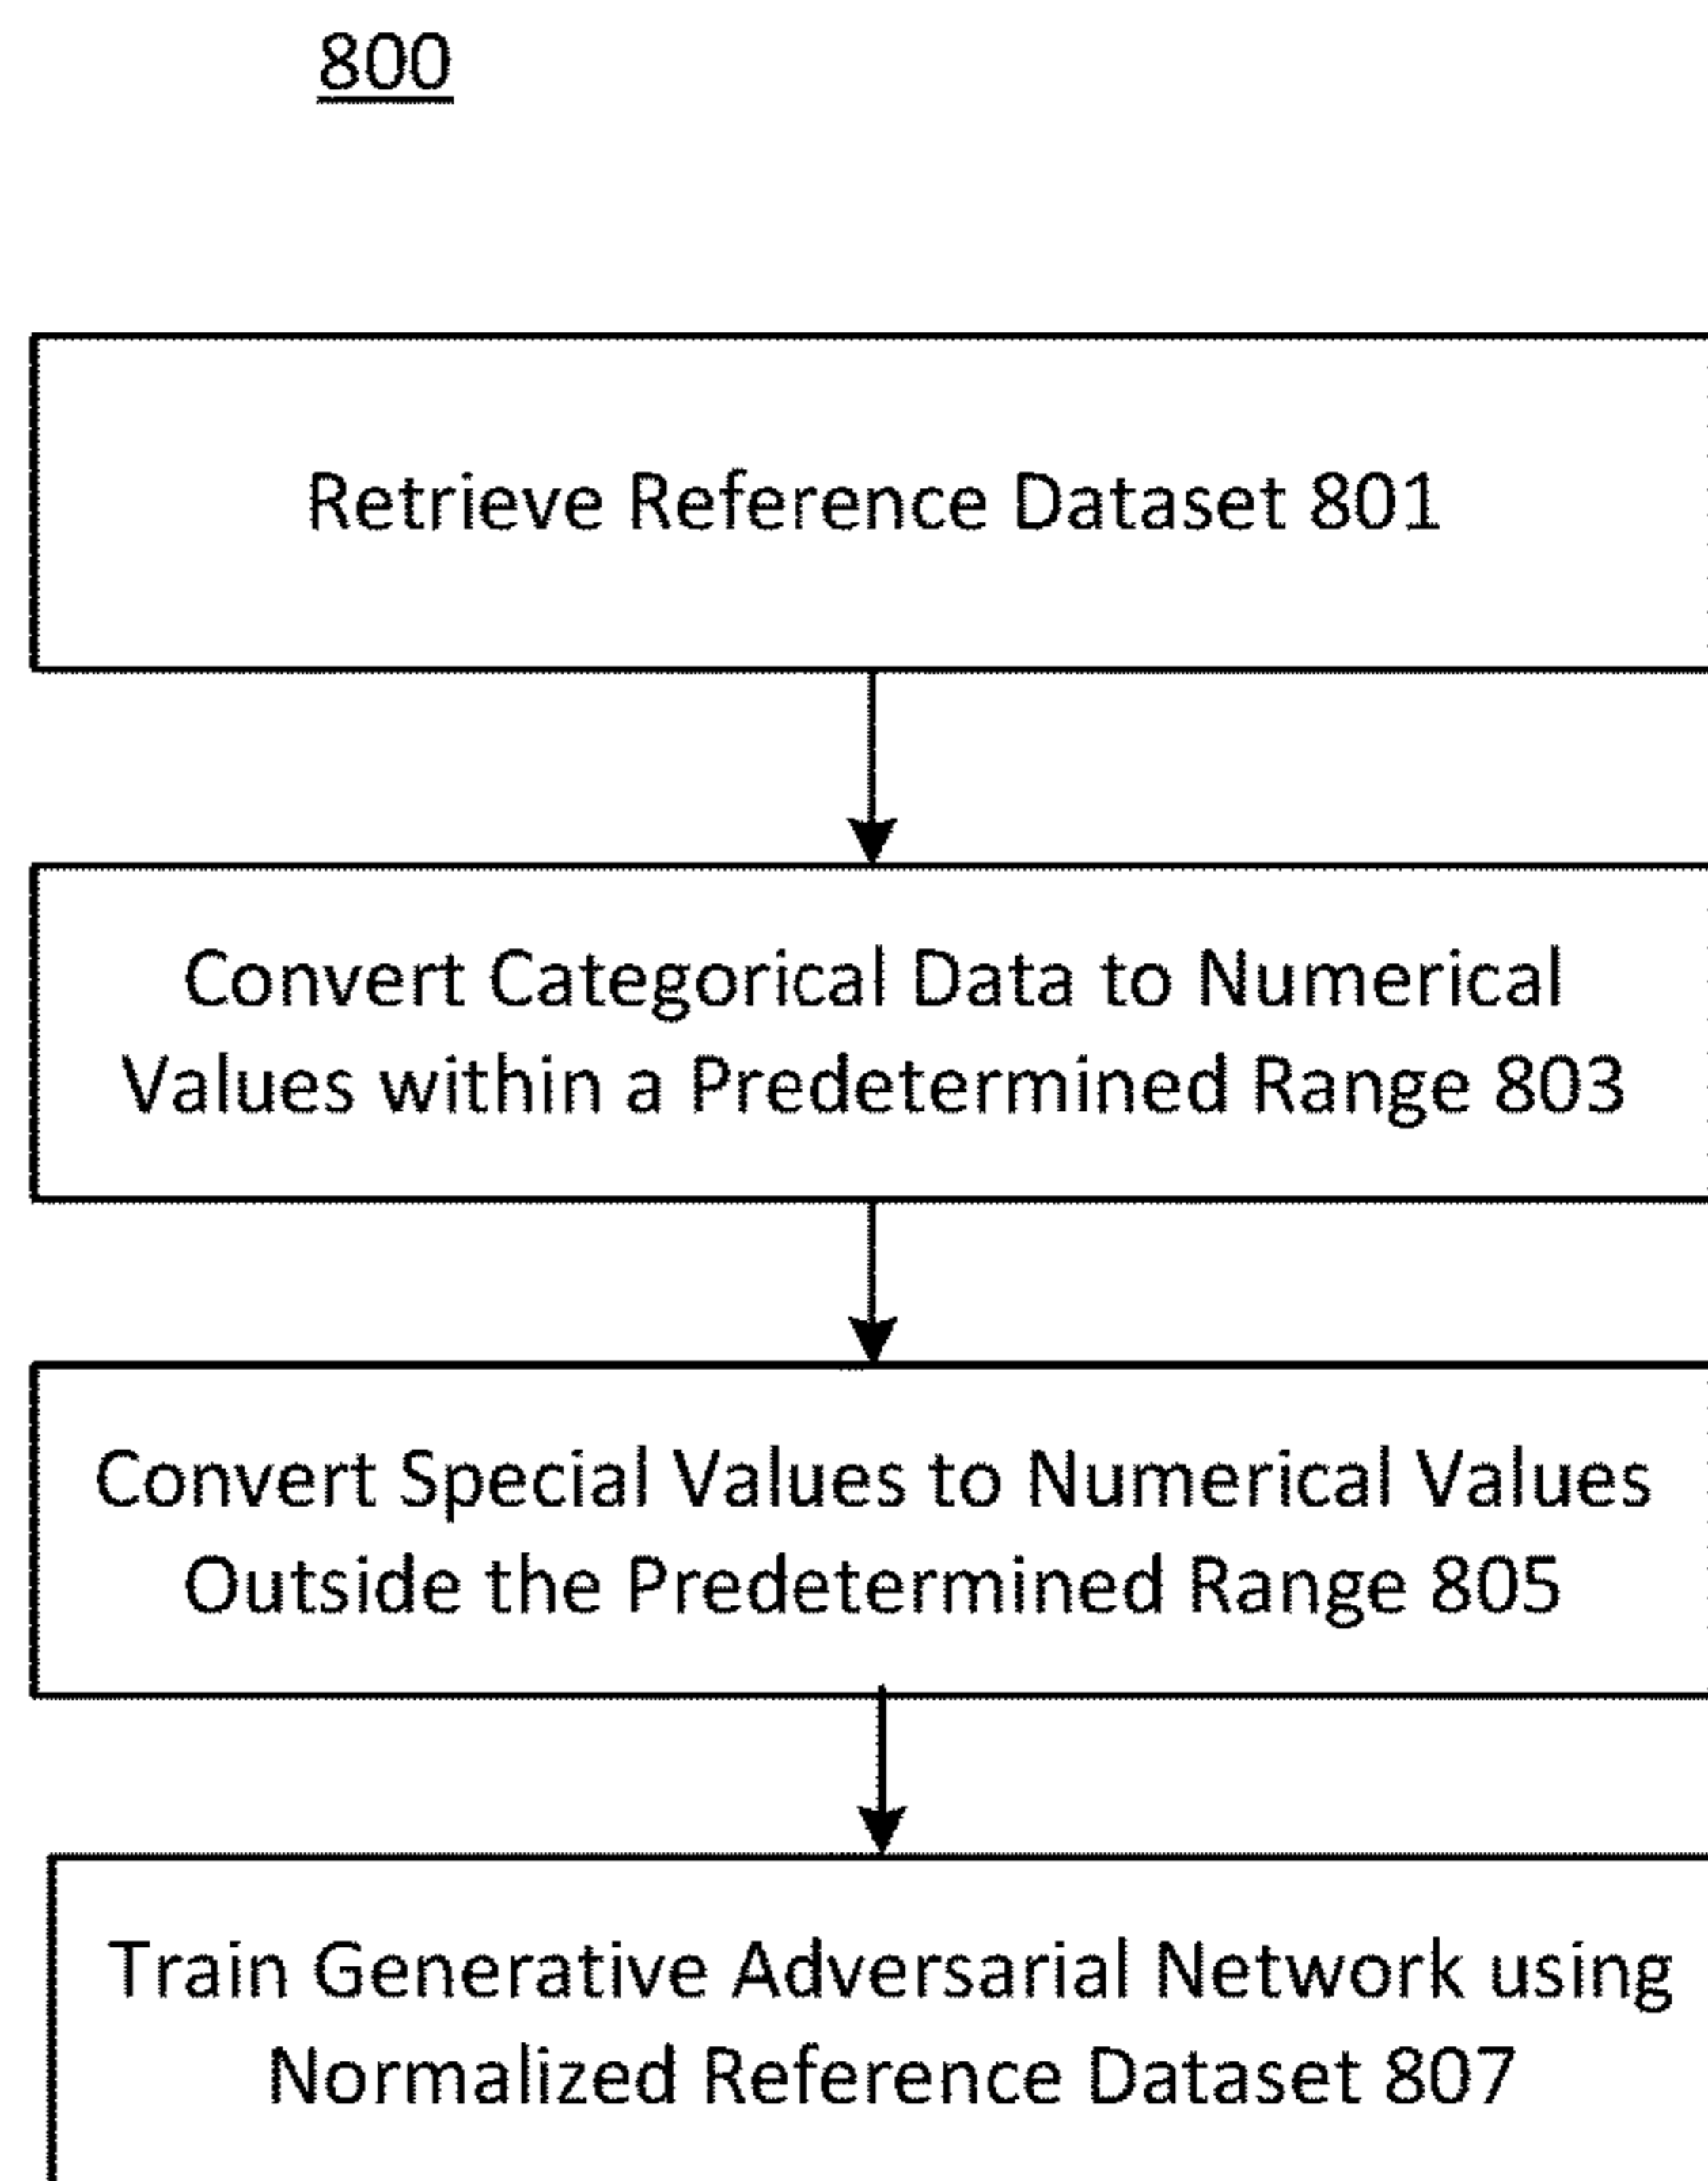 800
Retrieve Reference Dataset 801
Convert Categorical Data to Numerical
Values within a Predetermined Range 803
Convert Special Values to Numerical Values
Outside the Predetermined Range 805
Train Generative Adversarial Network using
Normalized Reference Dataset 807